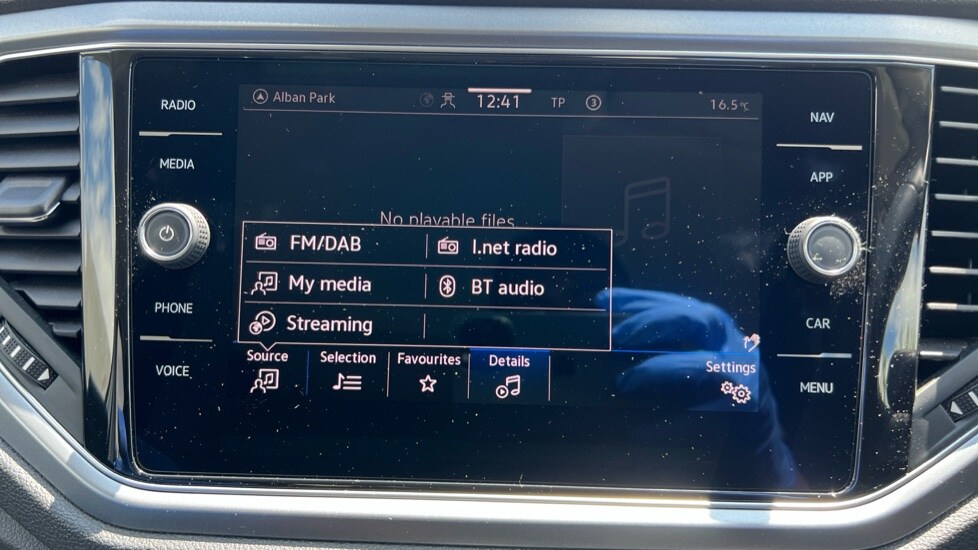 RADIO
MEDIA
PHONE
VOICE
Alban Park 12:41 TP 3 16.5°C
No playable files.
FM/DAB I.net radio
My media BT audio
Streaming
Source Selection Favourites Details Settings
NAV
APP
CAR
MENU